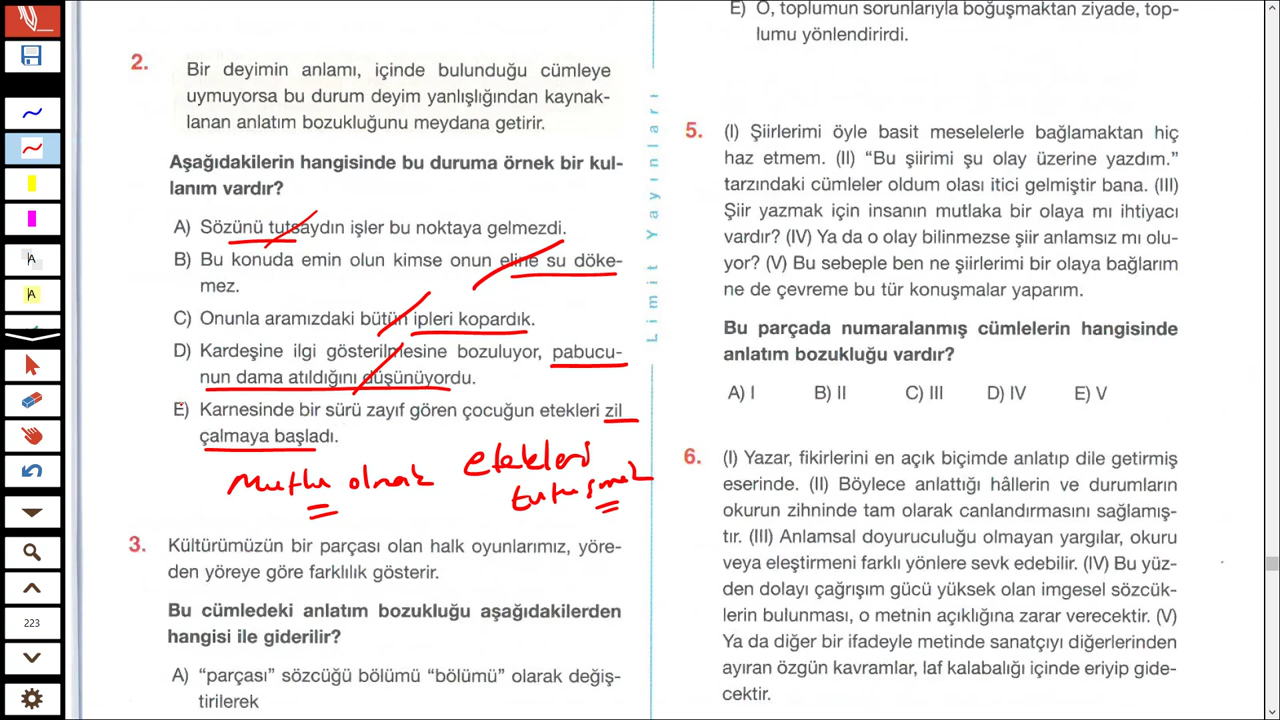 2.
Bir deyimin anlamı, içinde bulunduğu cümleye
uymuyorsa bu durum deyim yanlışlığından kaynak-
lanan anlatım bozukluğunu meydana getirir.
Aşağıdakilerin hangisinde bu duruma örnek bir kul-
lanım vardır?
A) Sözünü tutsaydın işler bu noktaya gelmezdi.
B) Bu konuda emin olun kimse onun eline su döke-
mez.
C) Onunla aramızdaki bütün ipleri kopardık.
D) Kardeşine ilgi gösterilmesine bozuluyor, pabucu-
nun dama atıldığını düşünüyordu.
E) Karnesinde bir sürü zayıf gören çocuğun etekleri zil
çalmaya başladı.
mutlu olmak
etekleri
tutuşmak
3. Kültürümüzün bir parçası olan halk oyunlarımız, yöre-
den yöreye göre farklılık gösterir.
Bu cümledeki anlatım bozukluğu aşağıdakilerden
hangisi ile giderilir?
A) “parçası” sözcüğü bölümü “bölümü” olarak değiş-
tirilerek
Limit Yayınları
E) O, toplumun sorunlarıyla boğuşmaktan ziyade, top-
lumu yönlendirirdi.
5. (I) Şiirlerimi öyle basit meselelerle bağlamaktan hiç
haz etmem. (II) “Bu şiirimi şu olay üzerine yazdım.”
tarzındaki cümleler oldum olası itici gelmiştir bana. (III)
Şiir yazmak için insanın mutlaka bir olaya mı ihtiyacı
vardır? (IV) Ya da o olay bilinmezse şiir anlamsız mı olu-
yor? (V) Bu sebeple ben ne şiirlerimi bir olaya bağlarım
ne de çevreme bu tür konuşmalar yaparım.
Bu parçada numaralanmış cümlelerin hangisinde
anlatım bozukluğu vardır?
A) I B) II C) III D) IV E) V
6. (I) Yazar, fikirlerini en açık biçimde anlatıp dile getirmiş
eserinde. (II) Böylece anlattığı hâllerin ve durumların
okurun zihninde tam olarak canlandırmasını sağlamış-
tır. (III) Anlamsal doyuruculuğu olmayan yargılar, okuru
veya eleştirmeni farklı yönlere sevk edebilir. (IV) Bu yüz-
den dolayı çağrışım gücü yüksek olan imgesel sözcük-
lerin bulunması, o metnin açıklığına zarar verecektir. (V)
Ya da diğer bir ifadeyle metinde sanatçıyı diğerlerinden
ayıran özgün kavramlar, laf kalabalığı içinde eriyip gide-
cektir.
A
A
223